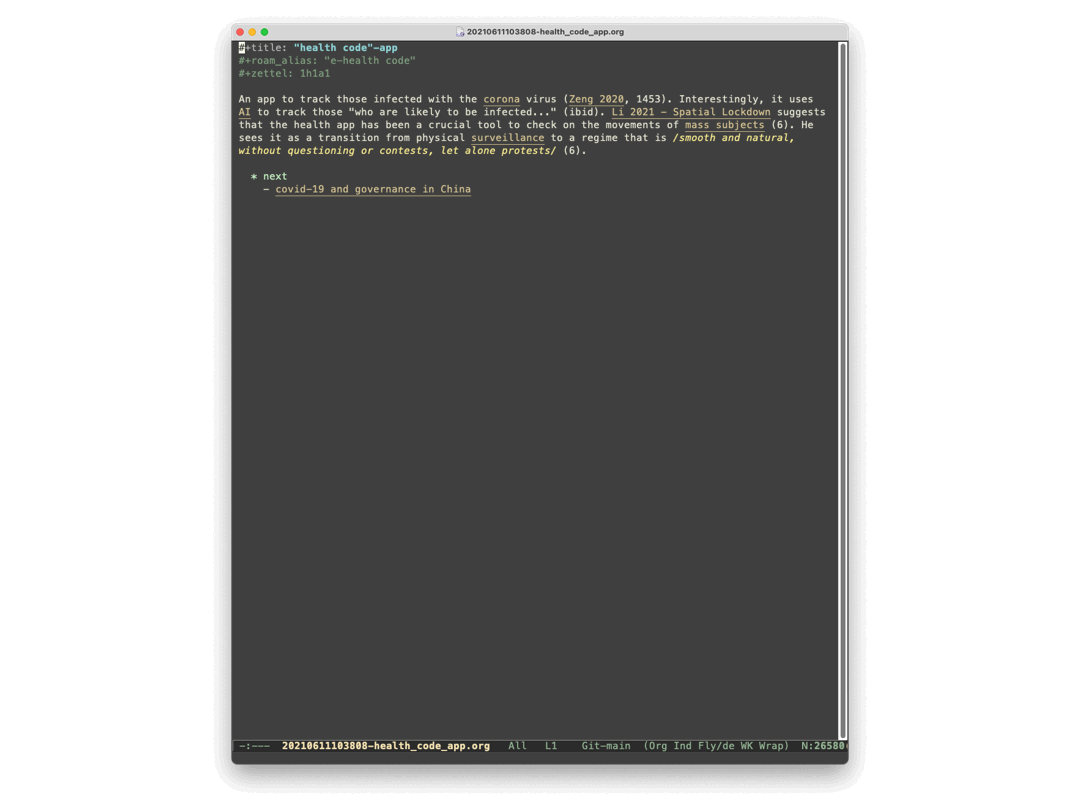 20210611103808-health_code_app.org
#+title: "health code"-app
#+roam_alias: "e-health code"
#+zettel: 1h1a1
An app to track those infected with the corona virus (Zeng 2020, 1453). Interestingly, it uses
AI to track those "who are likely to be infected..." (ibid). Li 2021 - Spatial Lockdown suggests
that the health app has been a crucial tool to check on the movements of mass subjects (6). He
sees it as a transition from physical surveillance to a regime that is /smooth and natural,
without questioning or contests, let alone protests/ (6).
* next
- covid-19 and governance in China
-:--- 20210611103808-health_code_app.org All L1 Git-main (Org Ind Fly/de WK Wrap) N:26580